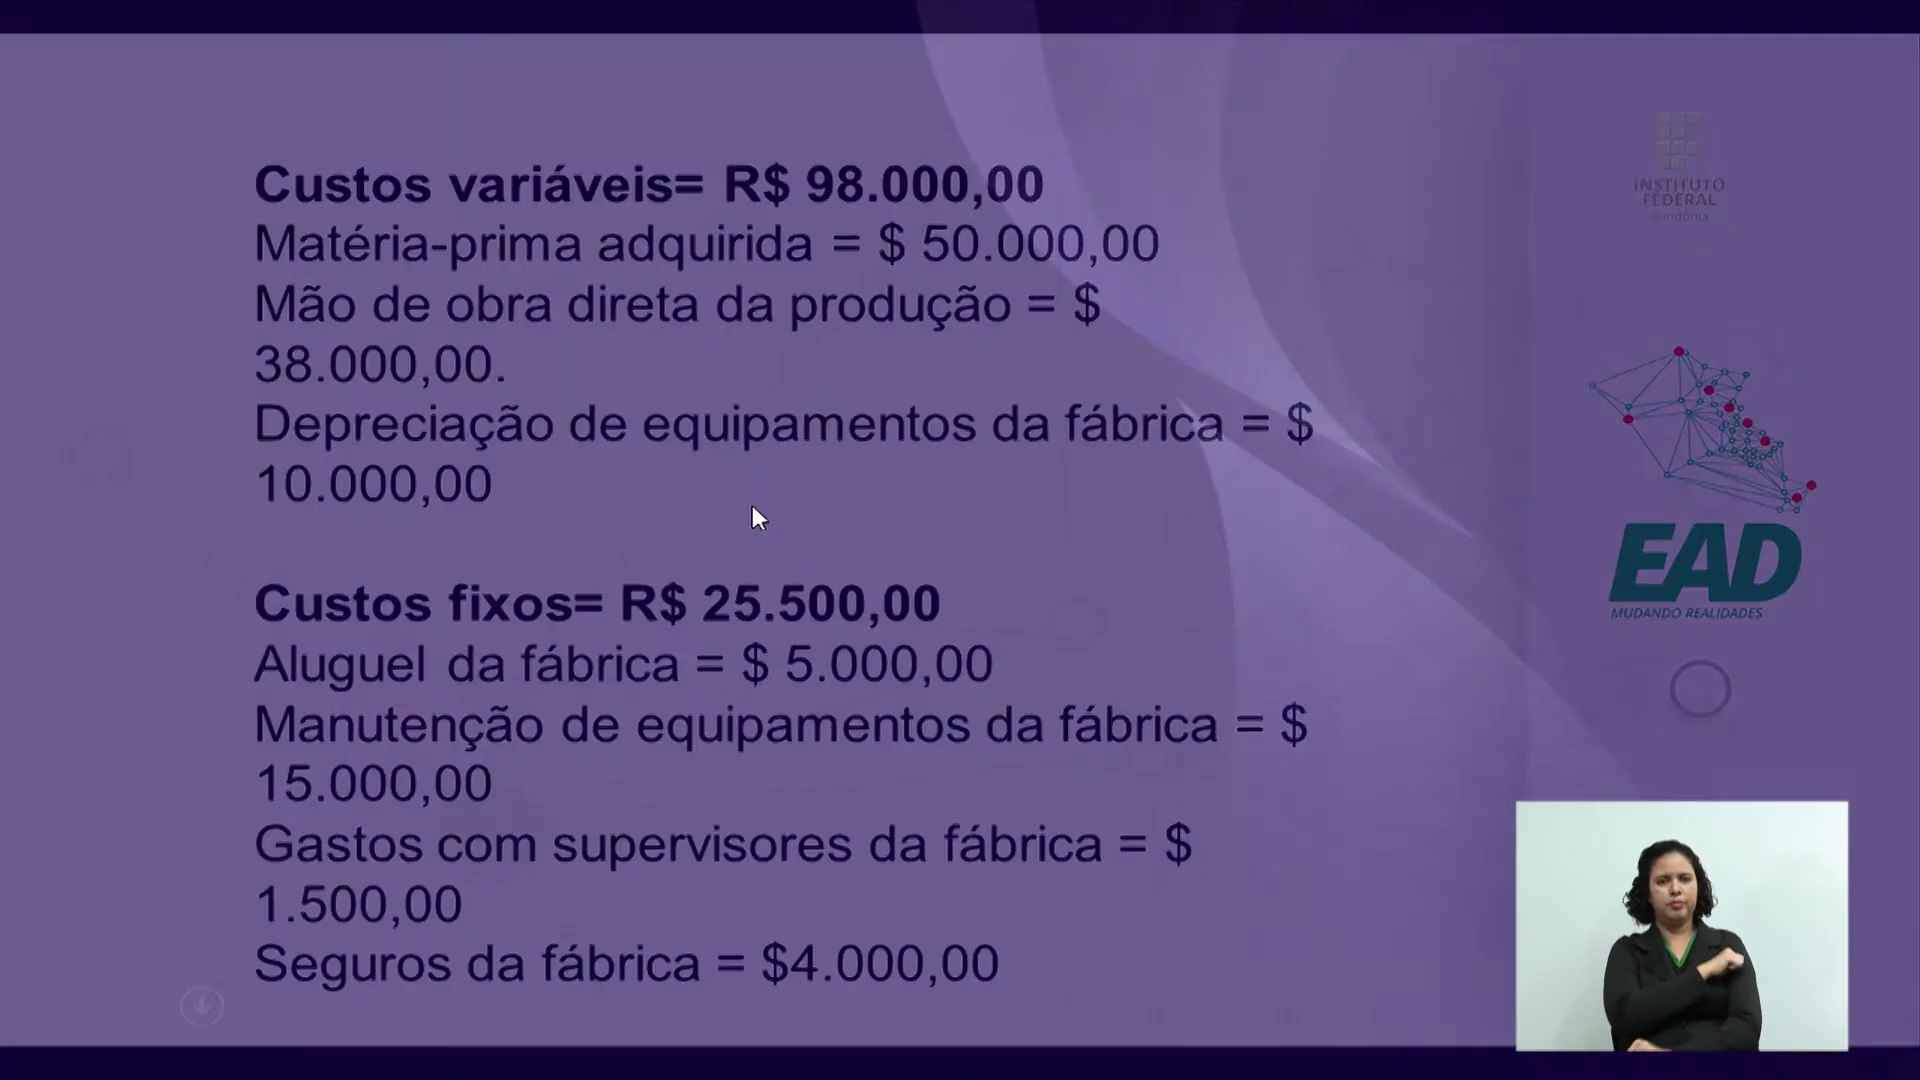 Custos variáveis= R$ 98.000,00
Matéria-prima adquirida = $ 50.000,00
Mão de obra direta da produção = $
38.000,00.
Depreciação de equipamentos da fábrica = $
10.000,00
Custos fixos= R$ 25.500,00
Aluguel da fábrica = $ 5.000,00
Manutenção de equipamentos da fábrica = $
15.000,00
Gastos com supervisores da fábrica = $
1.500,00
Seguros da fábrica = $4.000,00
INSTITUTO
FEDERAL
Rondônia
EAD
MUDANDO REALIDADES